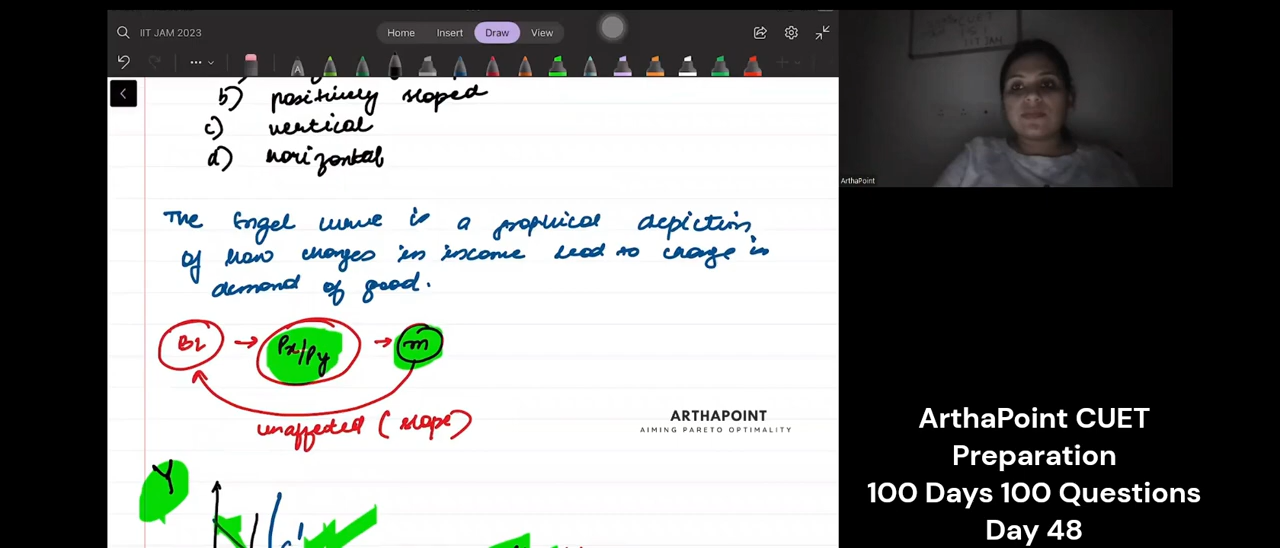 IIT JAM 2023
Home Insert Draw View
b) positively sloped
c) vertical
d) horizontal
The Engel curve is a graphical depiction
of how changes in income lead to change in
demand of good.
BL → Px/Py → m
unaffected (slope)
ARTHAPOINT
AIMING PARETO OPTIMALITY
Y
ArthaPoint
ArthaPoint CUET
Preparation
100 Days 100 Questions
Day 48